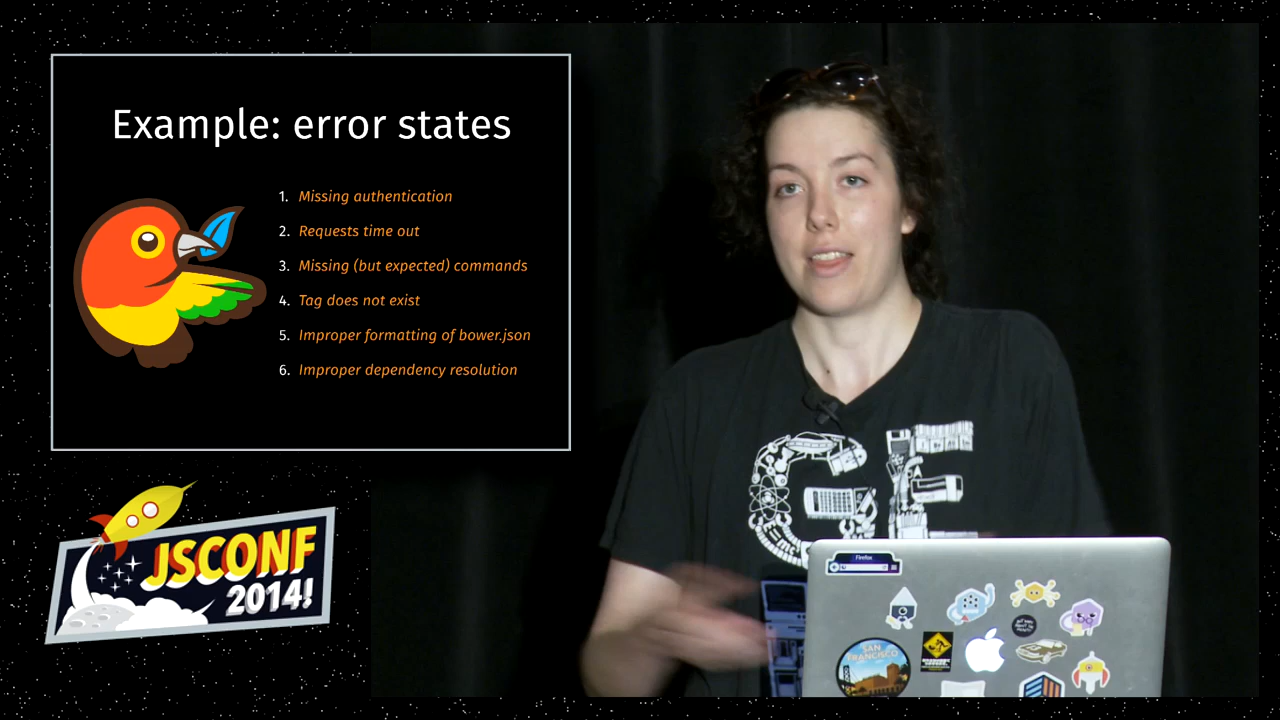 Example: error states
1. Missing authentication
2. Requests time out
3. Missing (but expected) commands
4. Tag does not exist
5. Improper formatting of bower.json
6. Improper dependency resolution
JSCONF
2014!
GE
Firefox
SAN
FRANCISCO